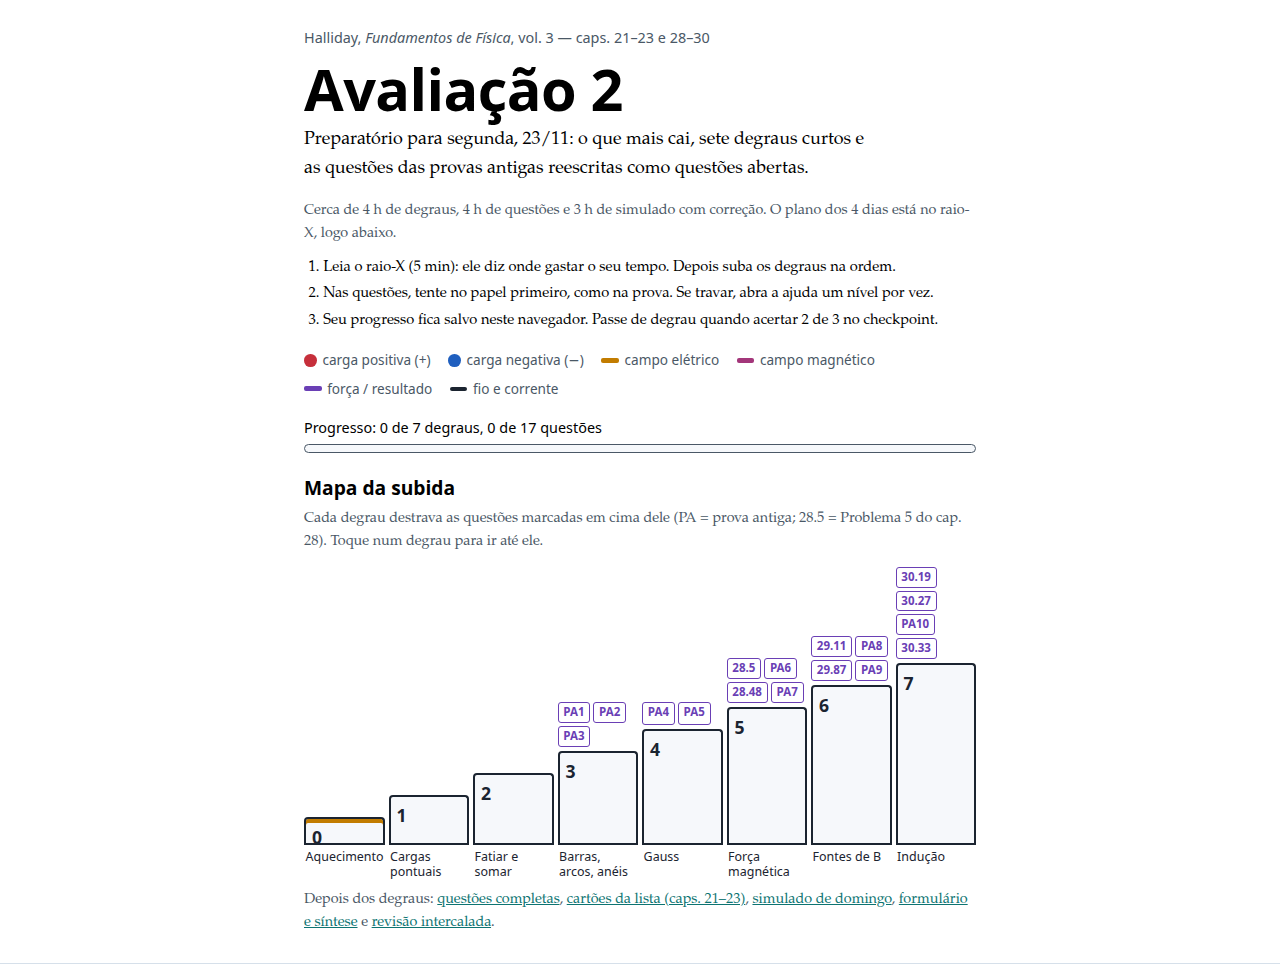 Halliday, Fundamentos de Física, vol. 3 — caps. 21–23 e 28–30
Avaliação 2
Preparatório para segunda, 23/11: o que mais cai, sete degraus curtos e
as questões das provas antigas reescritas como questões abertas.
Cerca de 4 h de degraus, 4 h de questões e 3 h de simulado com correção. O plano dos 4 dias está no raio-
X, logo abaixo.
1. Leia o raio-X (5 min): ele diz onde gastar o seu tempo. Depois suba os degraus na ordem.
2. Nas questões, tente no papel primeiro, como na prova. Se travar, abra a ajuda um nível por vez.
3. Seu progresso fica salvo neste navegador. Passe de degrau quando acertar 2 de 3 no checkpoint.
carga positiva (+) carga negativa (−) campo elétrico campo magnético
força / resultado fio e corrente
Progresso: 0 de 7 degraus, 0 de 17 questões
Mapa da subida
Cada degrau destrava as questões marcadas em cima dele (PA = prova antiga; 28.5 = Problema 5 do cap.
28). Toque num degrau para ir até ele.
0
Aquecimento
1
Cargas
pontuais
2
Fatiar e
somar
PA1 PA2
PA3
3
Barras,
arcos, anéis
PA4 PA5
4
Gauss
28.5 PA6
28.48 PA7
5
Força
magnética
29.11 PA8
29.87 PA9
6
Fontes de B
30.19
30.27
PA10
30.33
7
Indução
Depois dos degraus: questões completas, cartões da lista (caps. 21–23), simulado de domingo, formulário
e síntese e revisão intercalada.